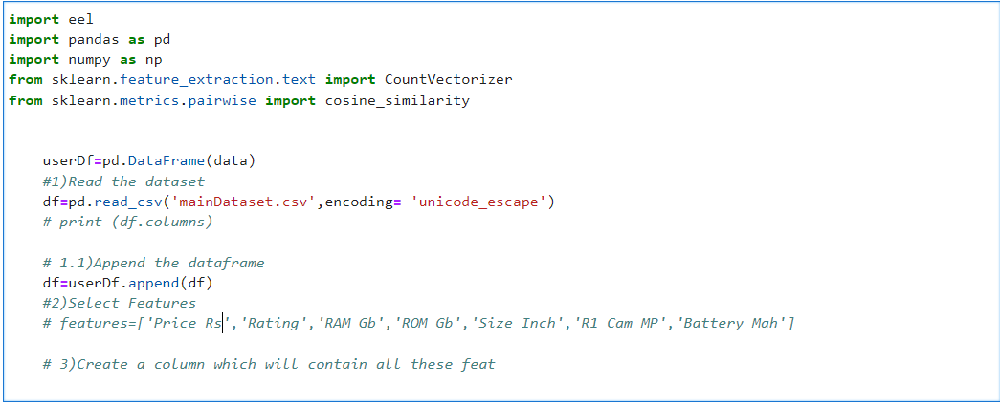 import eel
import pandas as pd
import numpy as np
from sklearn.feature_extraction.text import CountVectorizer
from sklearn.metrics.pairwise import cosine_similarity
userDf=pd.DataFrame(data)
#1)Read the dataset
df=pd.read_csv('mainDataset.csv',encoding= 'unicode_escape')
# print (df.columns)
# 1.1)Append the dataframe
df=userDf.append(df)
#2)Select Features
# features=['Price Rs','Rating','RAM Gb','ROM Gb','Size Inch','R1 Cam MP','Battery Mah']
# 3)Create a column which will contain all these feat